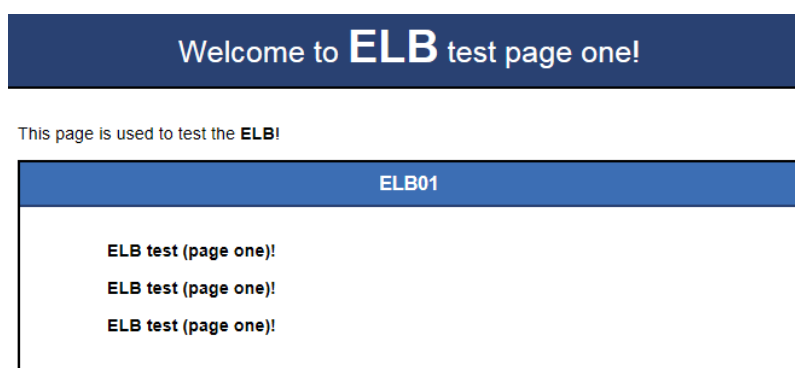 Welcome to ELB test page one!
This page is used to test the ELB!
ELB01
ELB test (page one)!
ELB test (page one)!
ELB test (page one)!